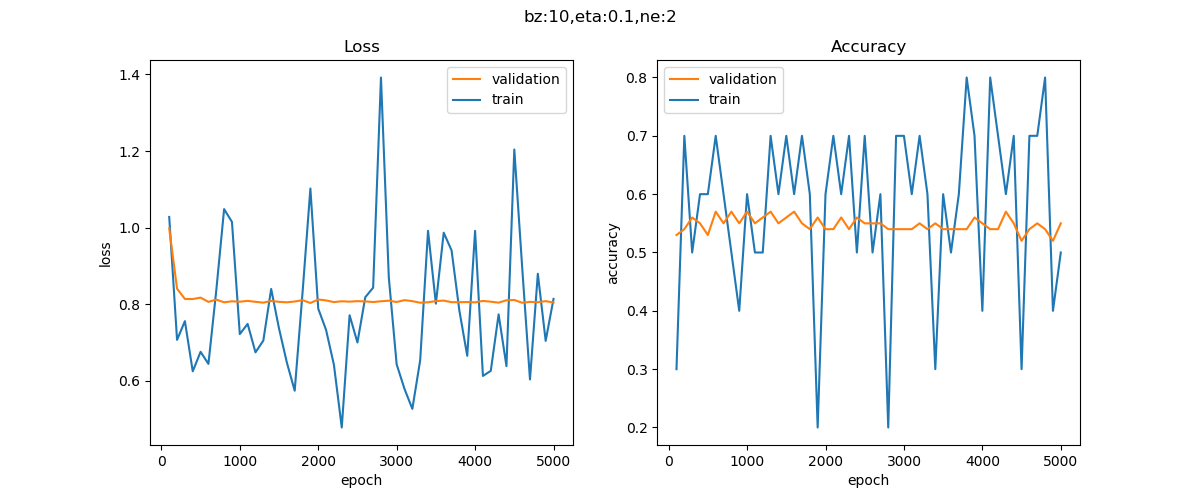 bz:10,eta:0.1,ne:2
Loss
validation
train
1.4
1.2
1.0
0.8
0.6
loss
0 1000 2000 3000 4000 5000
epoch
Accuracy
validation
train
0.8
0.7
0.6
0.5
0.4
0.3
0.2
accuracy
0 1000 2000 3000 4000 5000
epoch